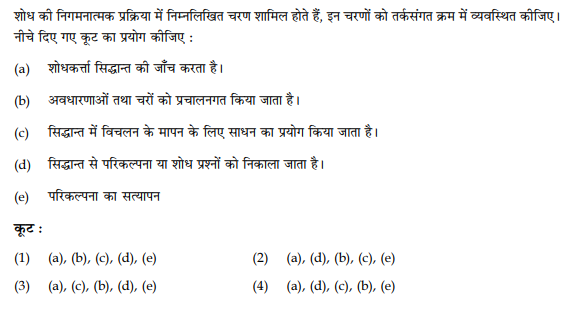 शोध की निगमनात्मक प्रक्रिया में निम्नलिखित चरण शामिल होते हैं, इन चरणों को तर्कसंगत क्रम में व्यवस्थित कीजिए।
नीचे दिए गए कूट का प्रयोग कीजिए :
(a) शोधकर्त्ता सिद्धान्त की जाँच करता है।
(b) अवधारणाओं तथा चरों को प्रचालनगत किया जाता है।
(c) सिद्धान्त में विचलन के मापन के लिए साधन का प्रयोग किया जाता है।
(d) सिद्धान्त से परिकल्पना या शोध प्रश्नों को निकाला जाता है।
(e) परिकल्पना का सत्यापन
कूट :
(1) (a), (b), (c), (d), (e) (2) (a), (d), (b), (c), (e)
(3) (a), (c), (b), (d), (e) (4) (a), (d), (c), (b), (e)